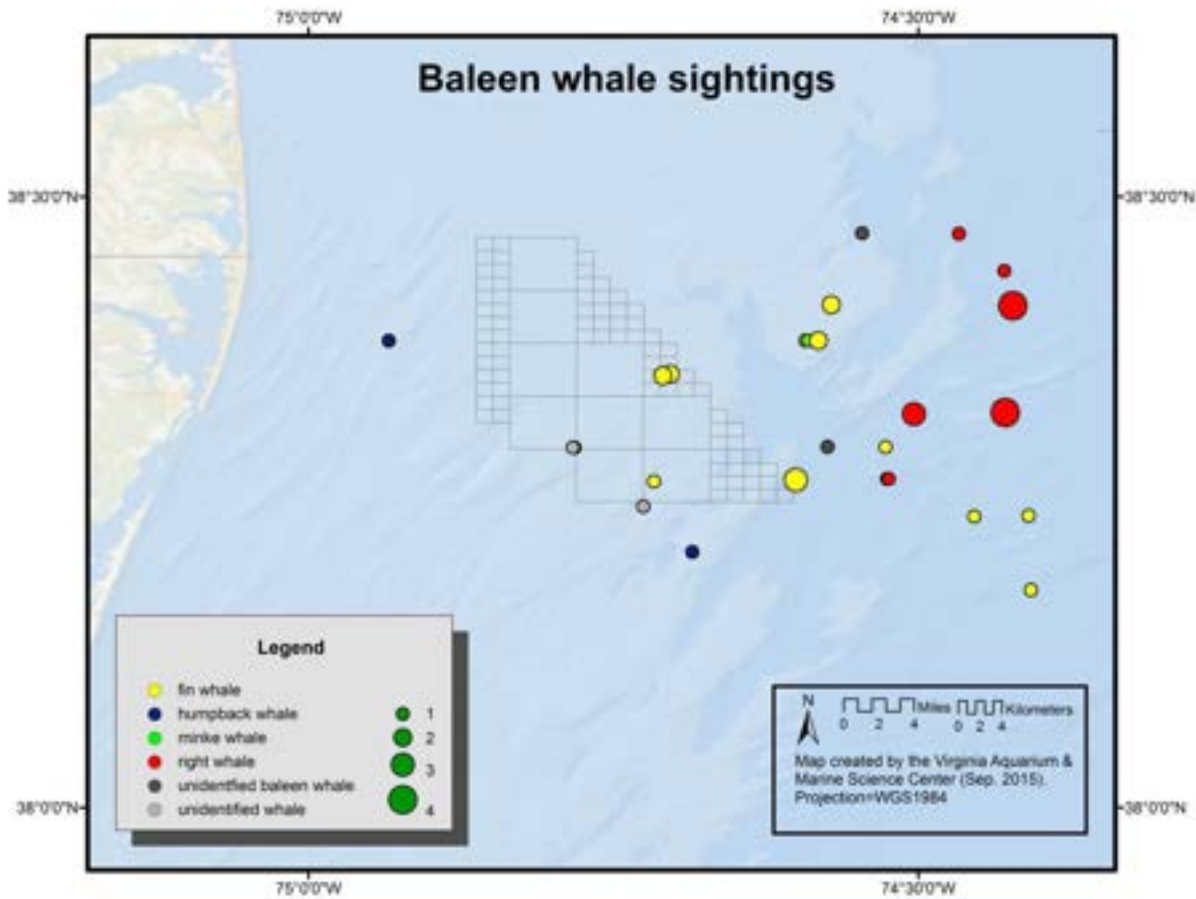 75°0'0"W 74°30'0"W
Baleen whale sightings
38°30'0"N 38°30'0"N
Legend
fin whale
humpback whale 1
minke whale 2
right whale 3
unidentfied baleen whale
unidentified whale 4
N
Miles Kilometers
0 2 4 0 2 4
Map created by the Virginia Aquarium &
Marine Science Center (Sep. 2015).
Projection=WGS1984
38°0'0"N 38°0'0"N
75°0'0"W 74°30'0"W